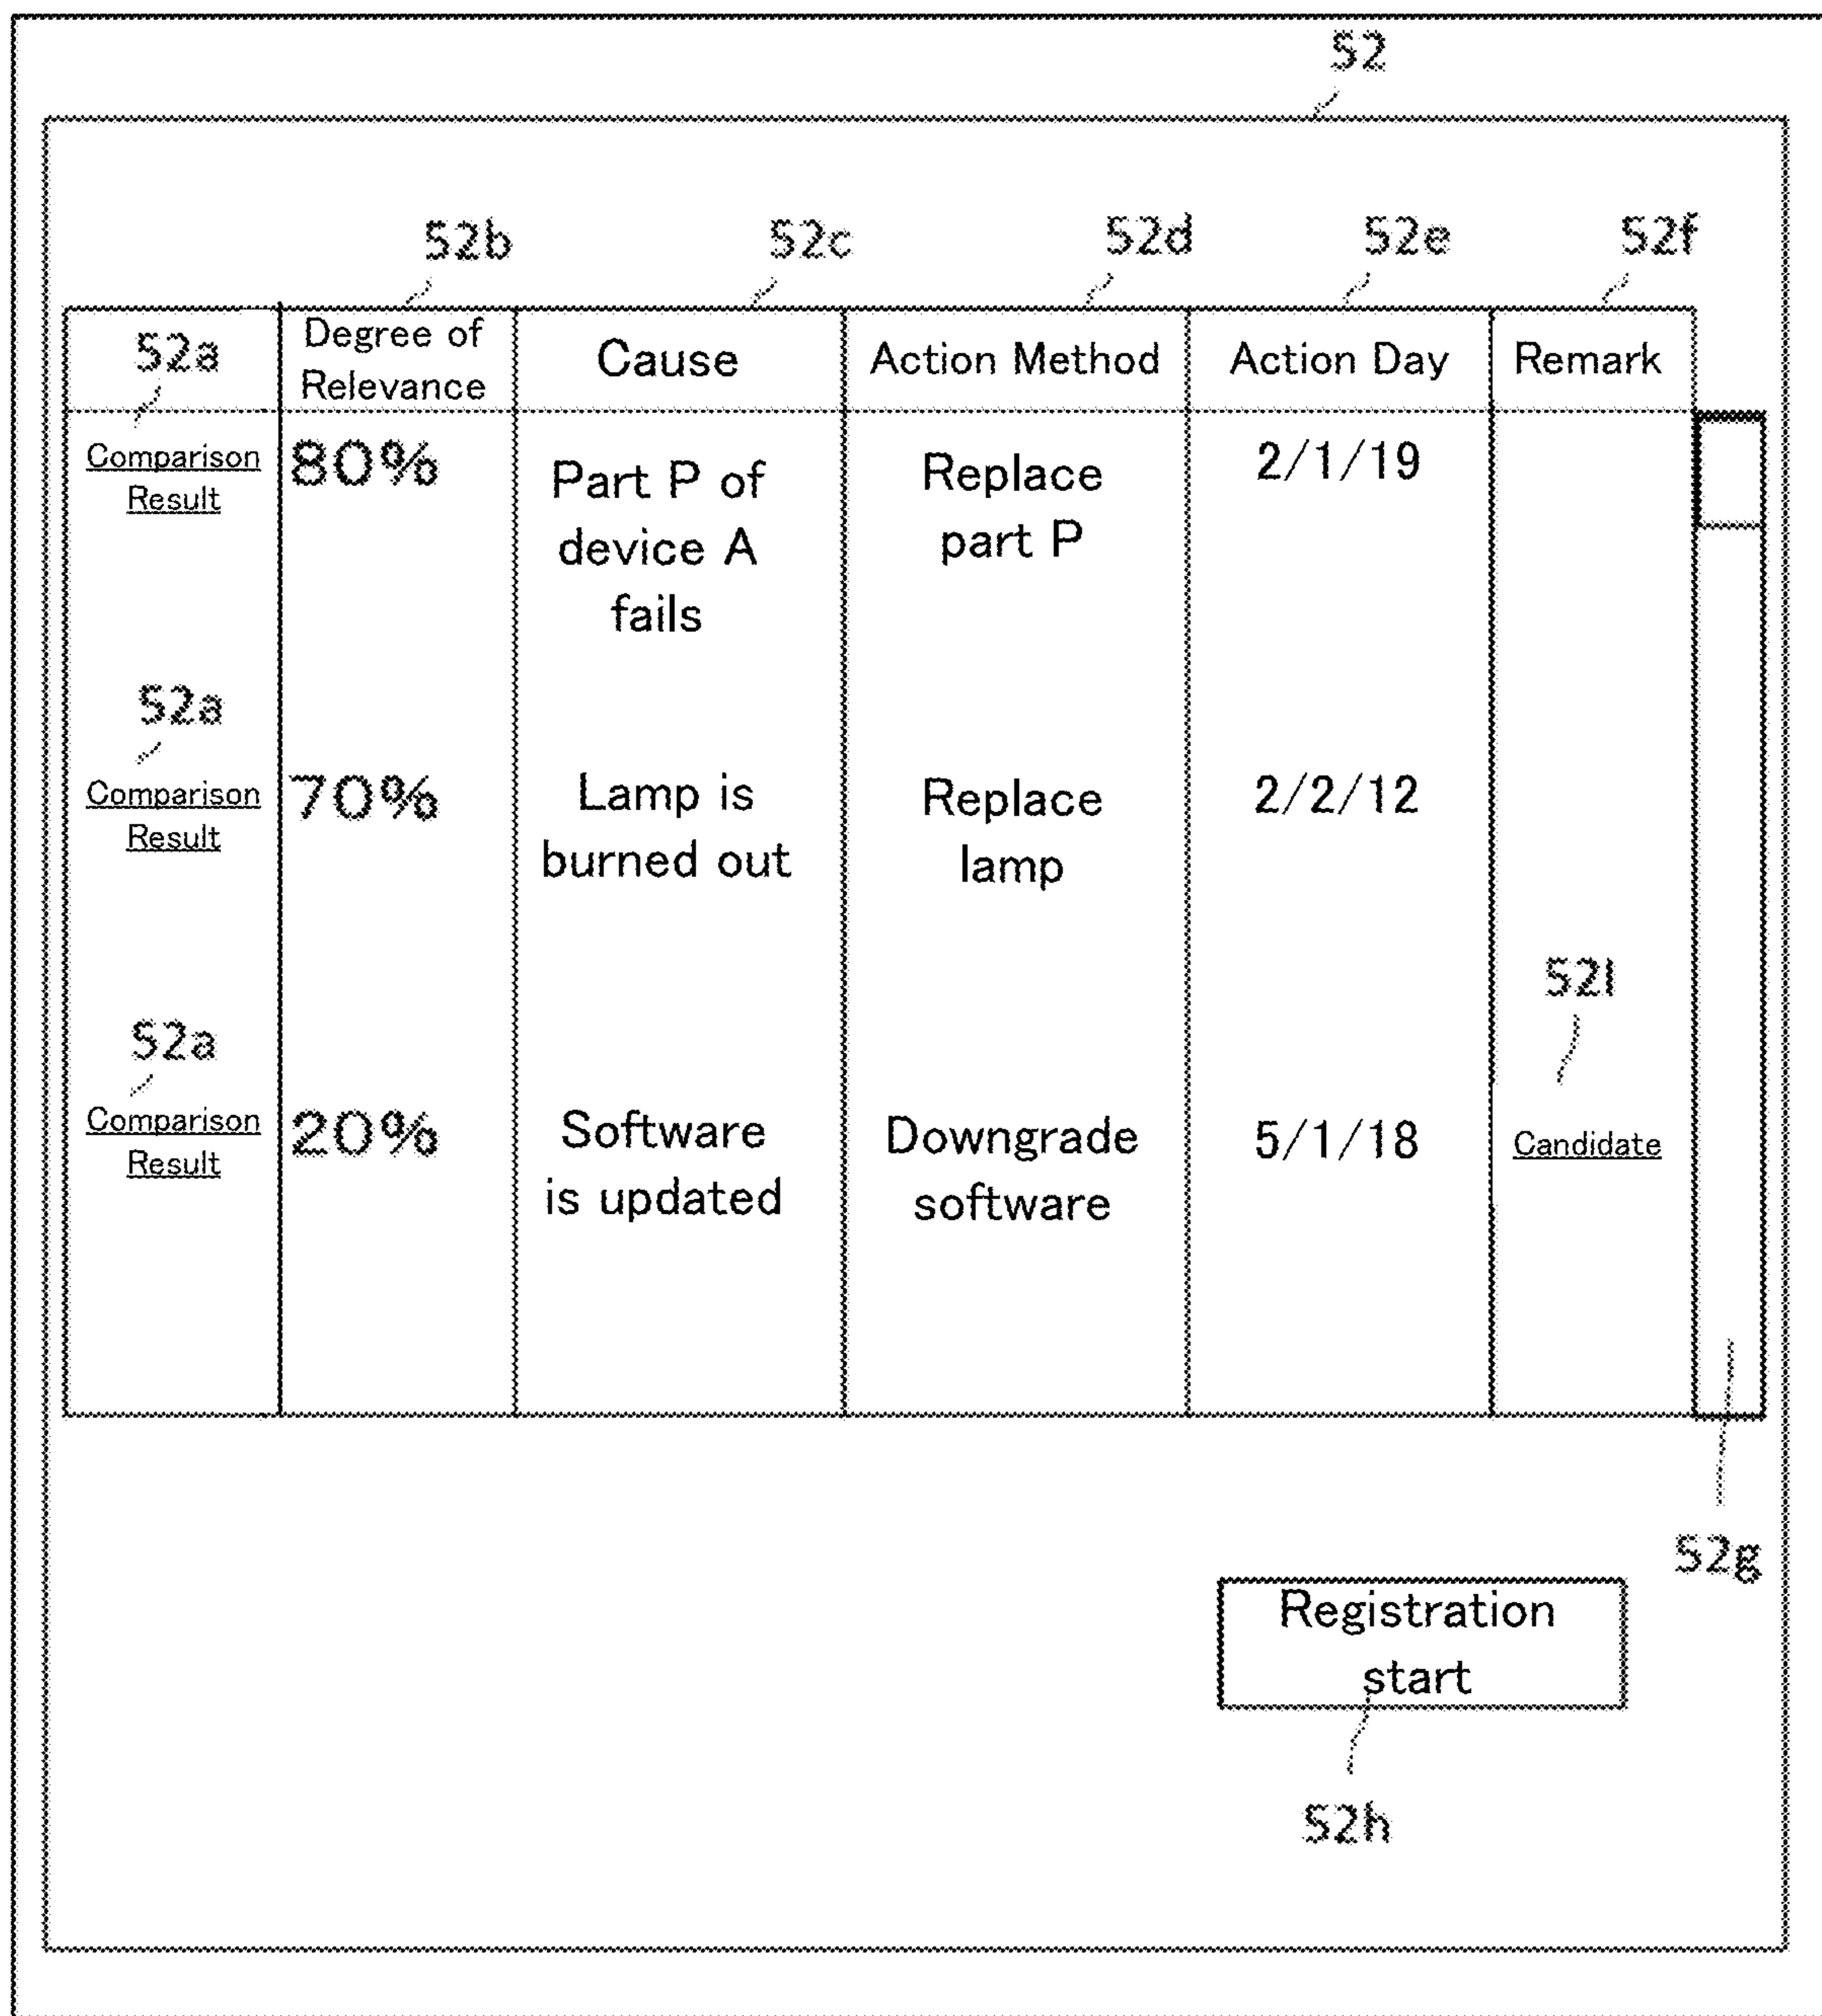 52
52b 52c 52d 52e 52f
52a
Degree of
Relevance
Cause
Action Method
Action Day
Remark
Comparison
Result
80%
Part P of
device A
fails
Replace
part P
2/1/19
52a
Comparison
Result
70%
Lamp is
burned out
Replace
lamp
2/2/12
52l
52a
Comparison
Result
20%
Software
is updated
Downgrade
software
5/1/18
Candidate
52g
Registration
start
52h